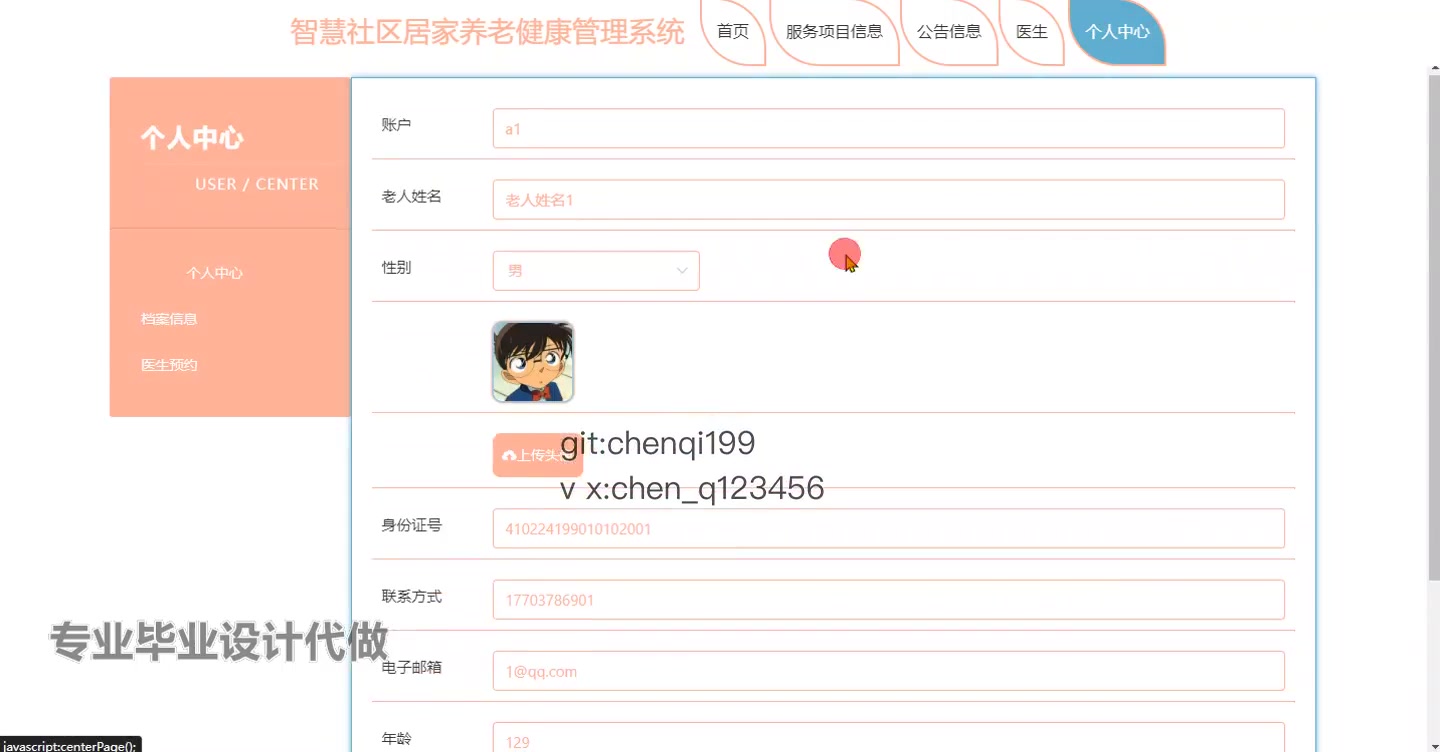 智慧社区居家养老健康管理系统
首页
服务项目信息
公告信息
医生
个人中心
个人中心
USER / CENTER
个人中心
档案信息
医生预约
账户
a1
老人姓名
老人姓名1
性别
男
上传头
git:chenqi199
v x:chen_q123456
身份证号
410224199010102001
联系方式
17703786901
专业毕业设计代做
电子邮箱
1@qq.com
年龄
129
javascript:centerPage();